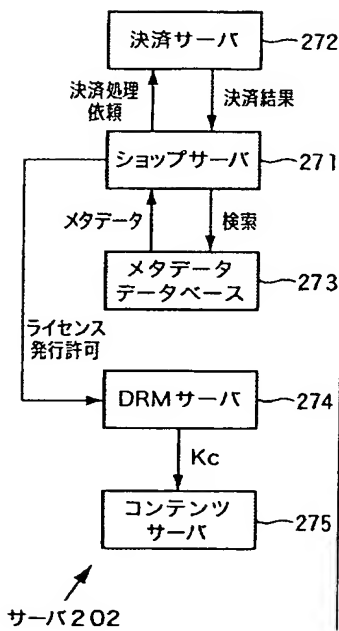 決済サーバ
272
決済処理
依頼
決済結果
ショップサーバ
271
メタデータ
検索
メタデータ
データベース
273
ライセンス
発行許可
DRMサーバ
274
Kc
コンテンツ
サーバ
275
サーバ202